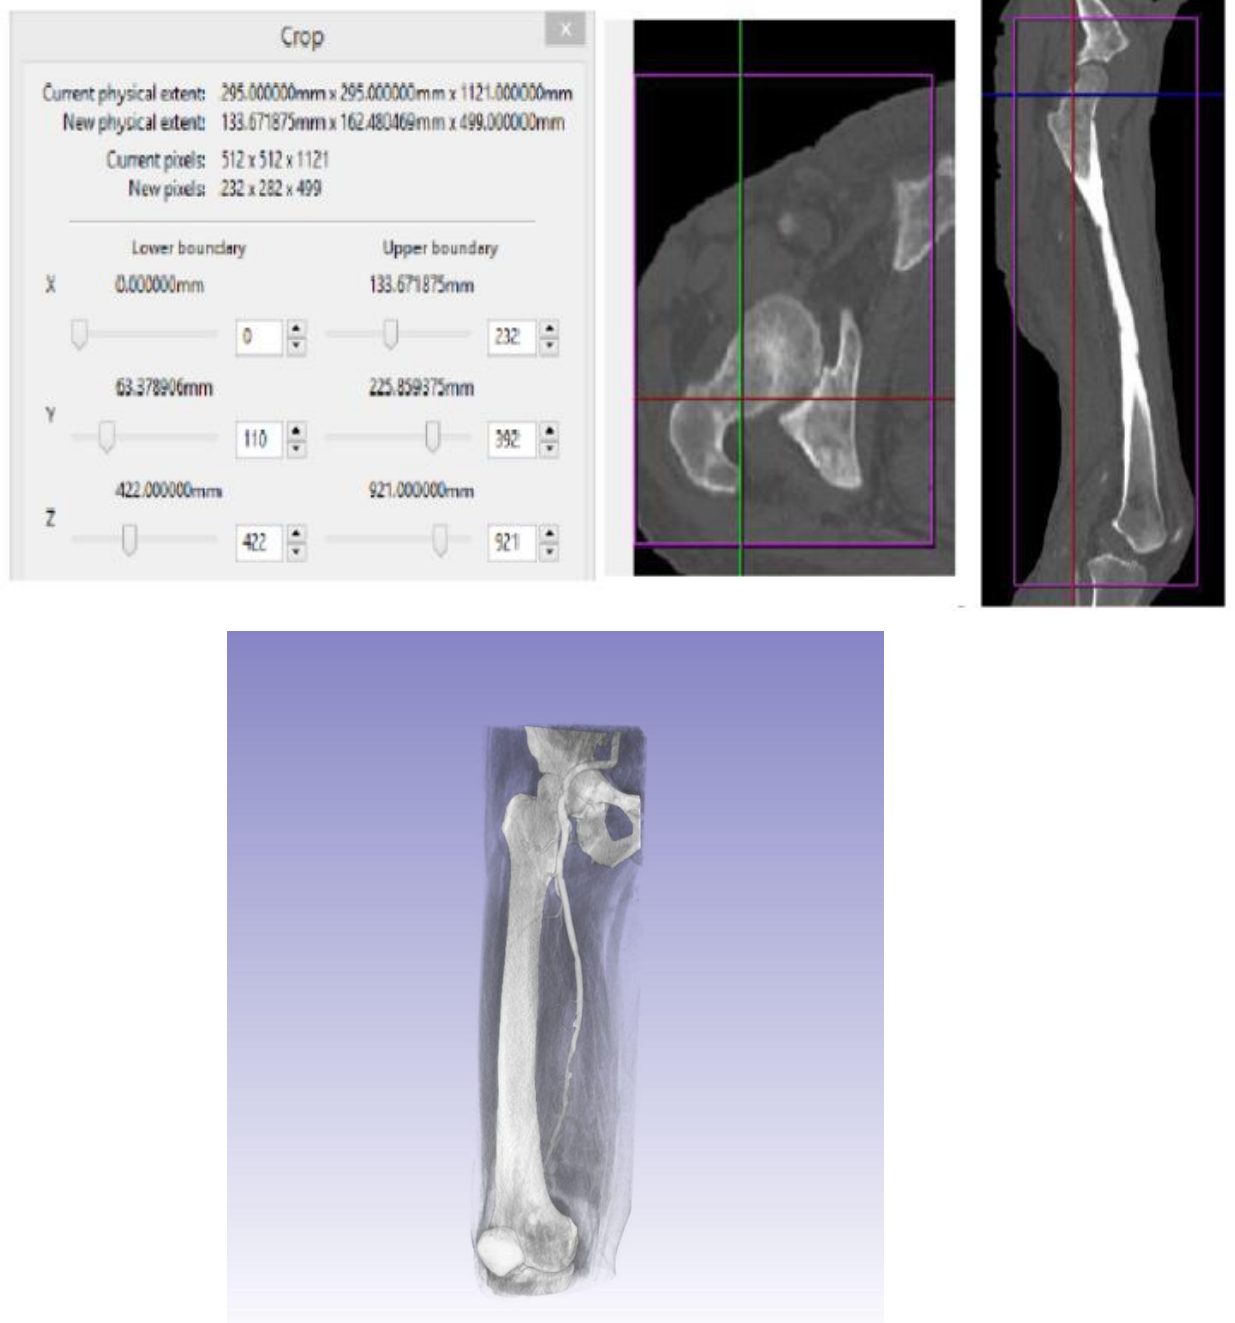 Crop
x
Current physical extent: 295.000000mm x 295.000000mm x 1121.000000mm
New physical extent: 133.671875mm x 162.480469mm x 499.000000mm
Current pixels: 512 x 512 x 1121
New pixels: 232 x 282 x 499
Lower boundary Upper boundary
X 0.000000mm 133.671875mm
0 232
Y 63.378906mm 225.859375mm
110 392
Z 422.000000mm 921.000000mm
422 921